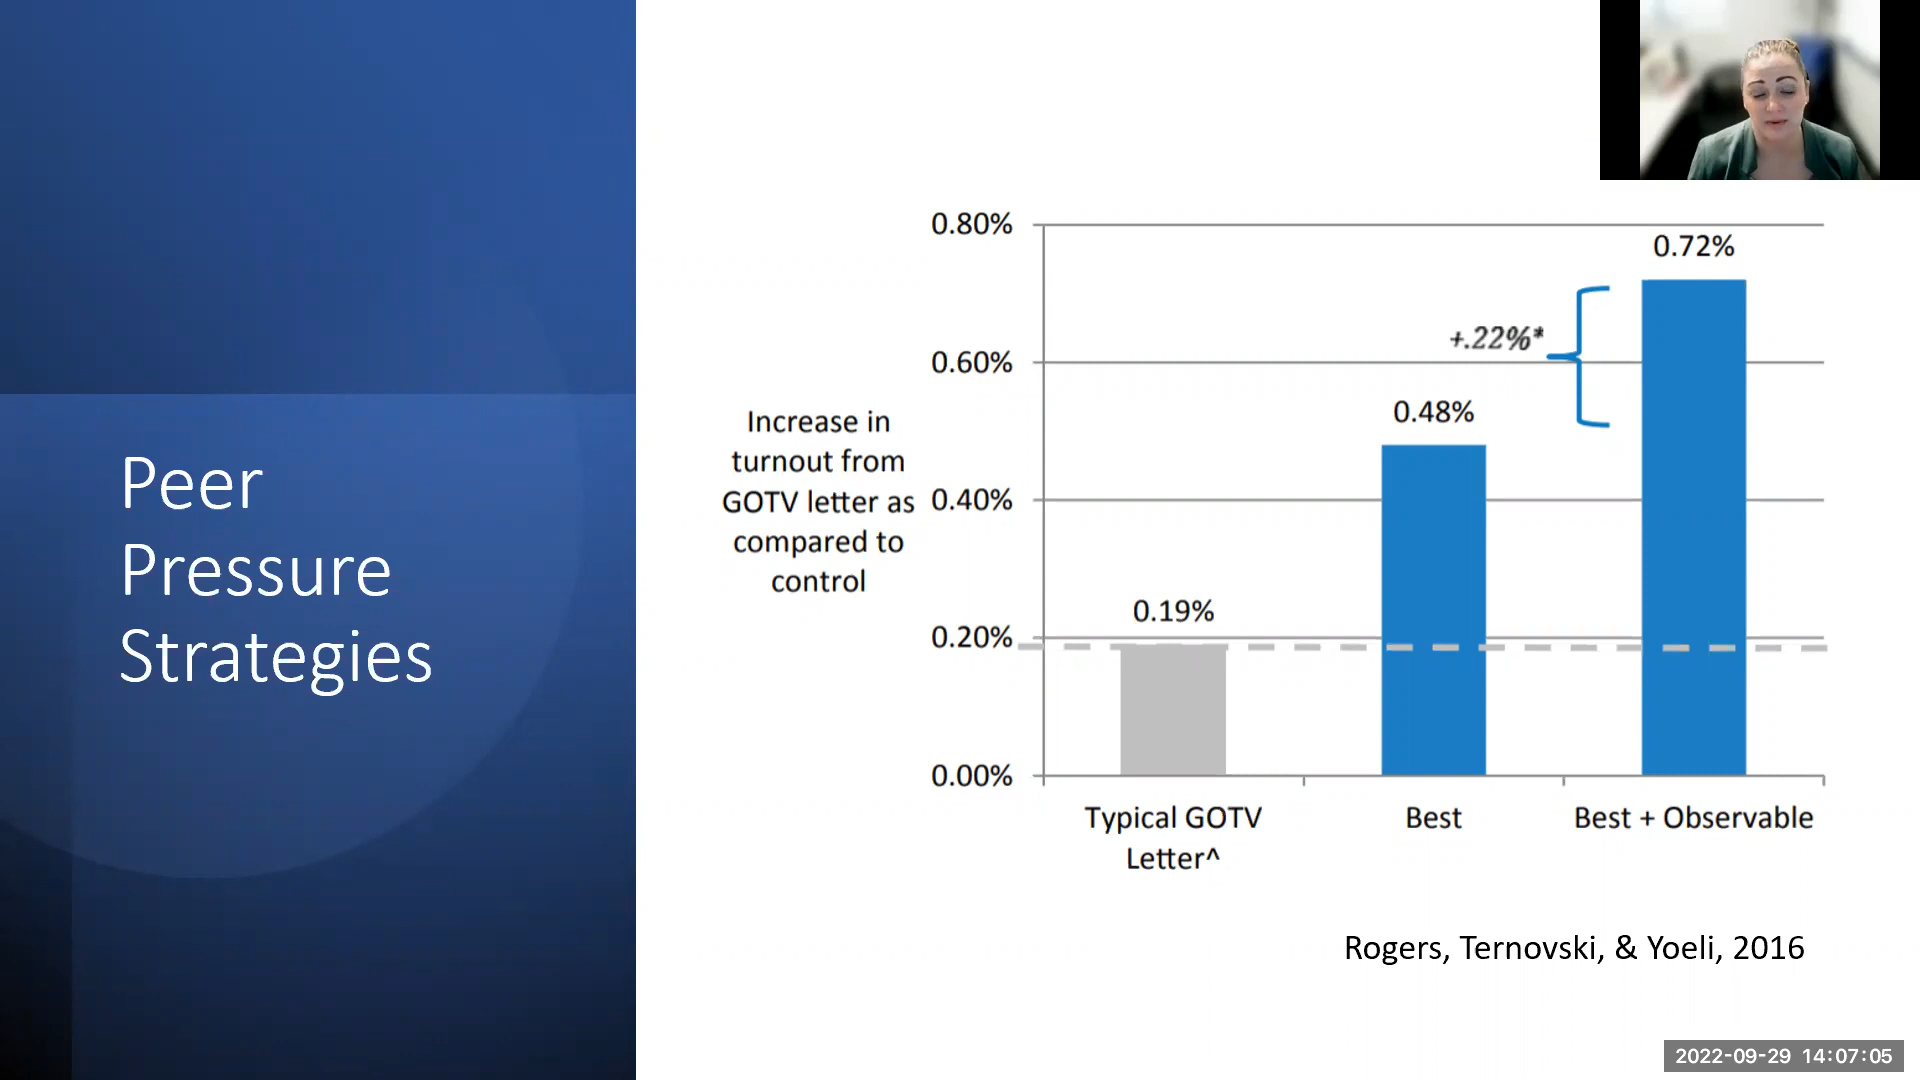 Peer
Pressure
Strategies
Increase in
turnout from
GOTV letter as
compared to
control
0.80%
0.60%
0.40%
0.20%
0.00%
0.19%
0.48%
+.22%*
0.72%
Typical GOTV
Letter^
Best
Best + Observable
Rogers, Ternovski, & Yoeli, 2016
2022-09-29 14:07:05